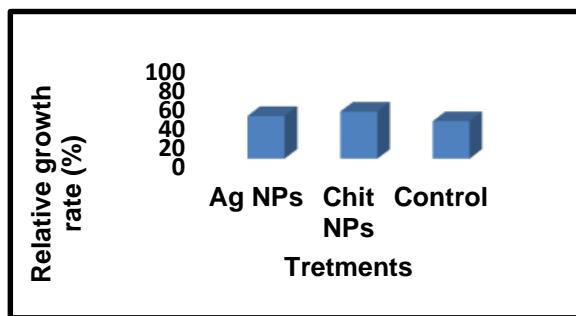 Relative growth
rate (%)
100
80
60
40
20
0
Ag NPs Chit Control
NPs
Tretments